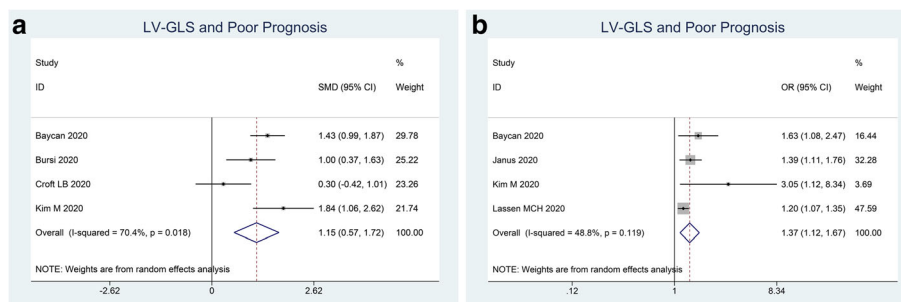 a
LV-GLS and Poor Prognosis
Study %
ID SMD (95% CI) Weight
Baycan 2020 1.43 (0.99, 1.87) 29.78
Bursi 2020 1.00 (0.37, 1.63) 25.22
Croft LB 2020 0.30 (-0.42, 1.01) 23.26
Kim M 2020 1.84 (1.06, 2.62) 21.74
Overall (I-squared = 70.4%, p = 0.018) 1.15 (0.57, 1.72) 100.00
NOTE: Weights are from random effects analysis
-2.62 0 2.62
b
LV-GLS and Poor Prognosis
Study %
ID OR (95% CI) Weight
Baycan 2020 1.63 (1.08, 2.47) 16.44
Janus 2020 1.39 (1.11, 1.76) 32.28
Kim M 2020 3.05 (1.12, 8.34) 3.69
Lassen MCH 2020 1.20 (1.07, 1.35) 47.59
Overall (I-squared = 48.8%, p = 0.119) 1.37 (1.12, 1.67) 100.00
NOTE: Weights are from random effects analysis
.12 1 8.34